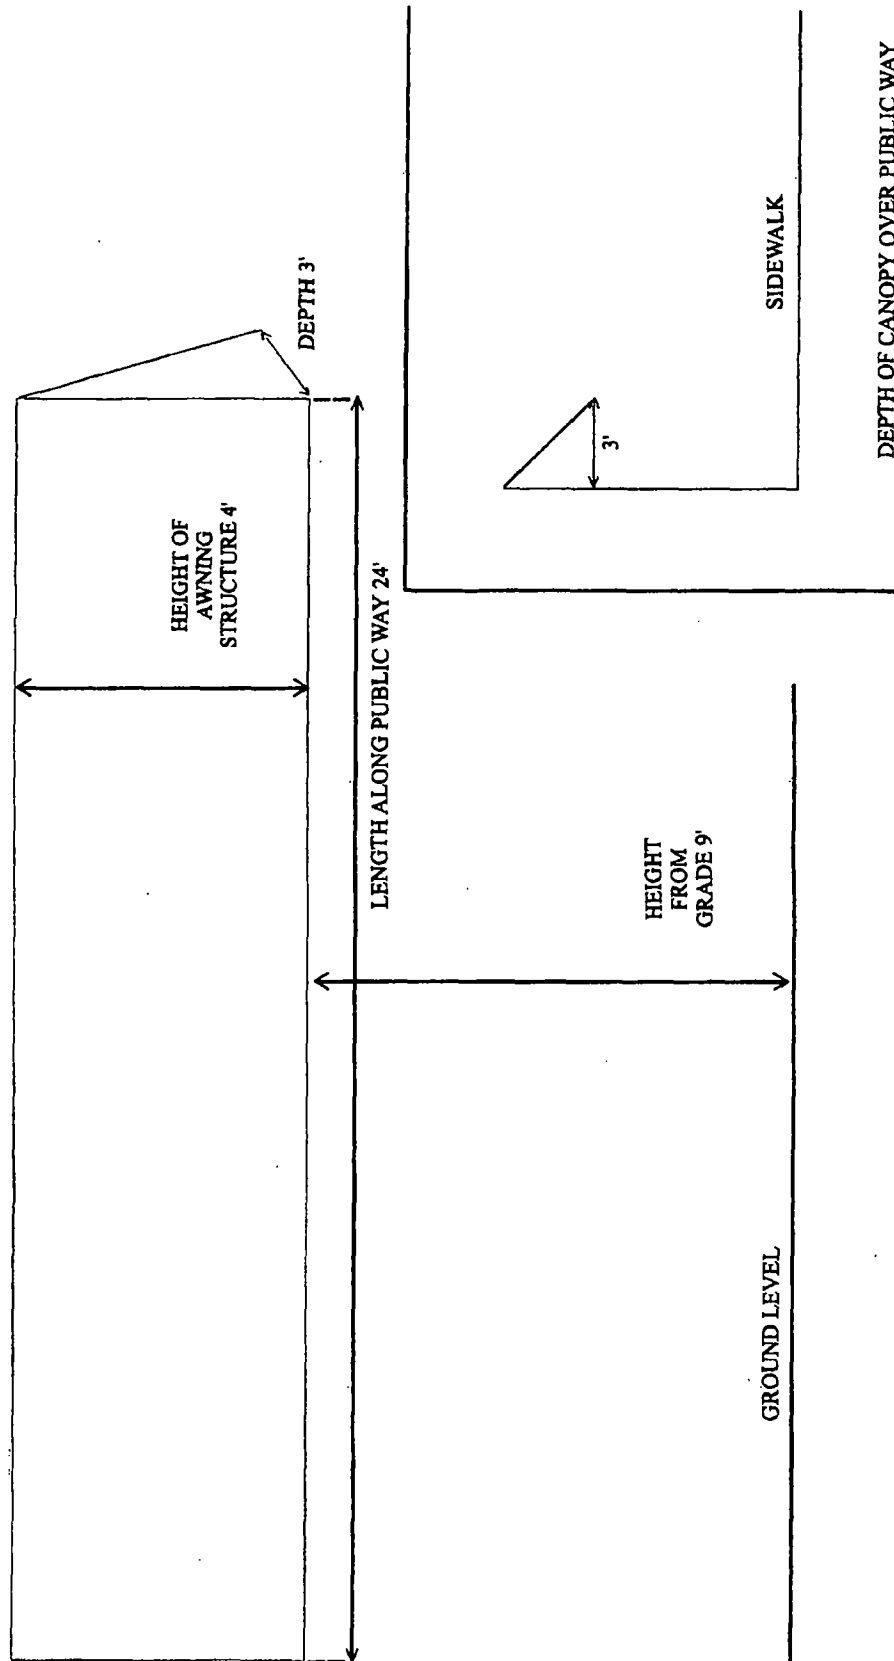 HEIGHT OF
AWNING
STRUCTURE 4'
DEPTH 3'
LENGTH ALONG PUBLIC WAY 24'
HEIGHT
FROM
GRADE 9'
GROUND LEVEL
3'
SIDEWALK
DEPTH OF CANOPY OVER PUBLIC WAY